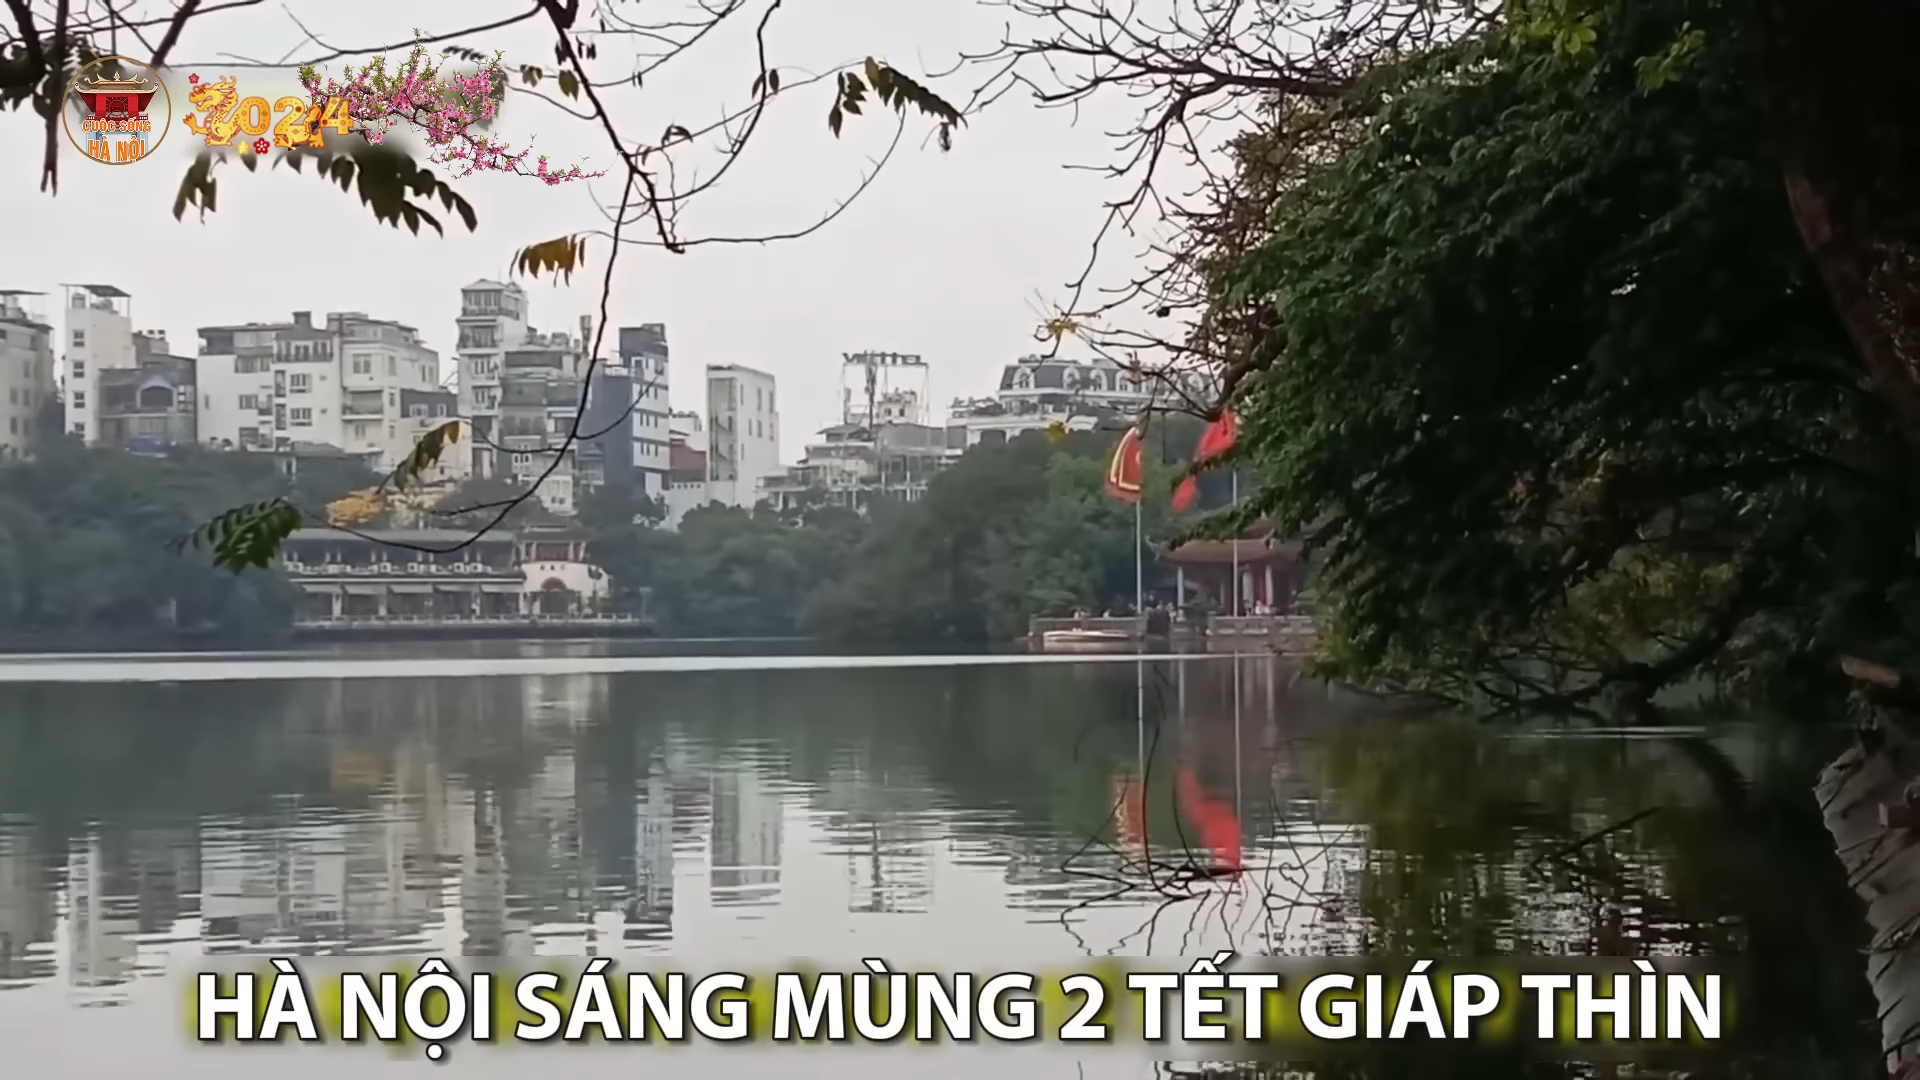 CUỘC SỐNG
HÀ NỘI
2024
VIETTEL
HÀ NỘI SÁNG MÙNG 2 TẾT GIÁP THÌN